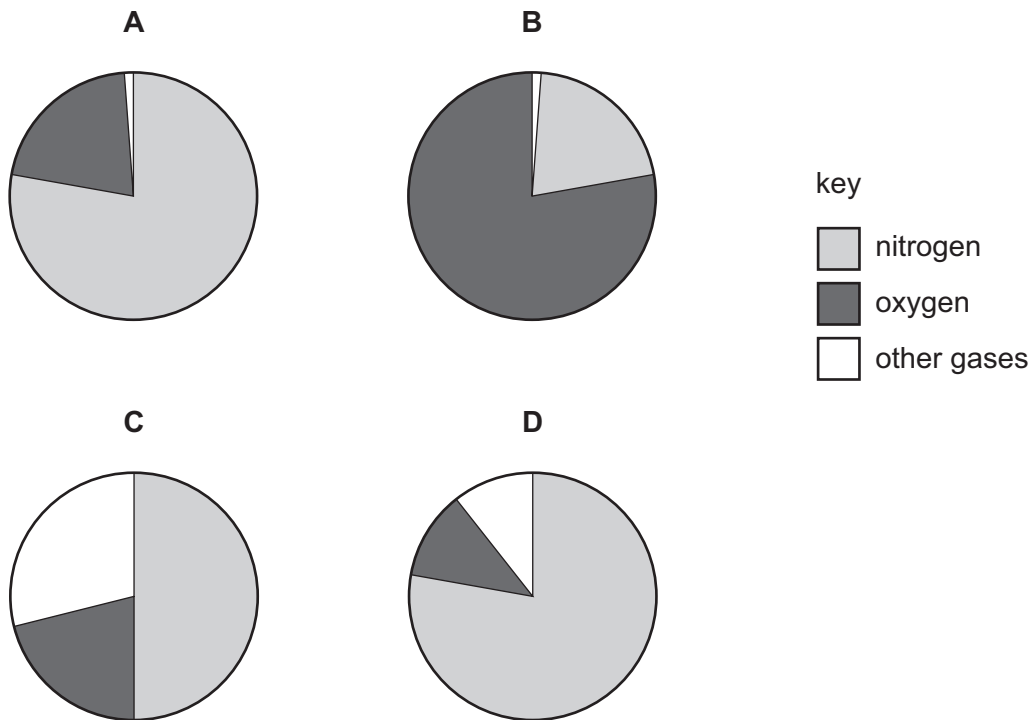 A
B
key
nitrogen
oxygen
other gases
C
D